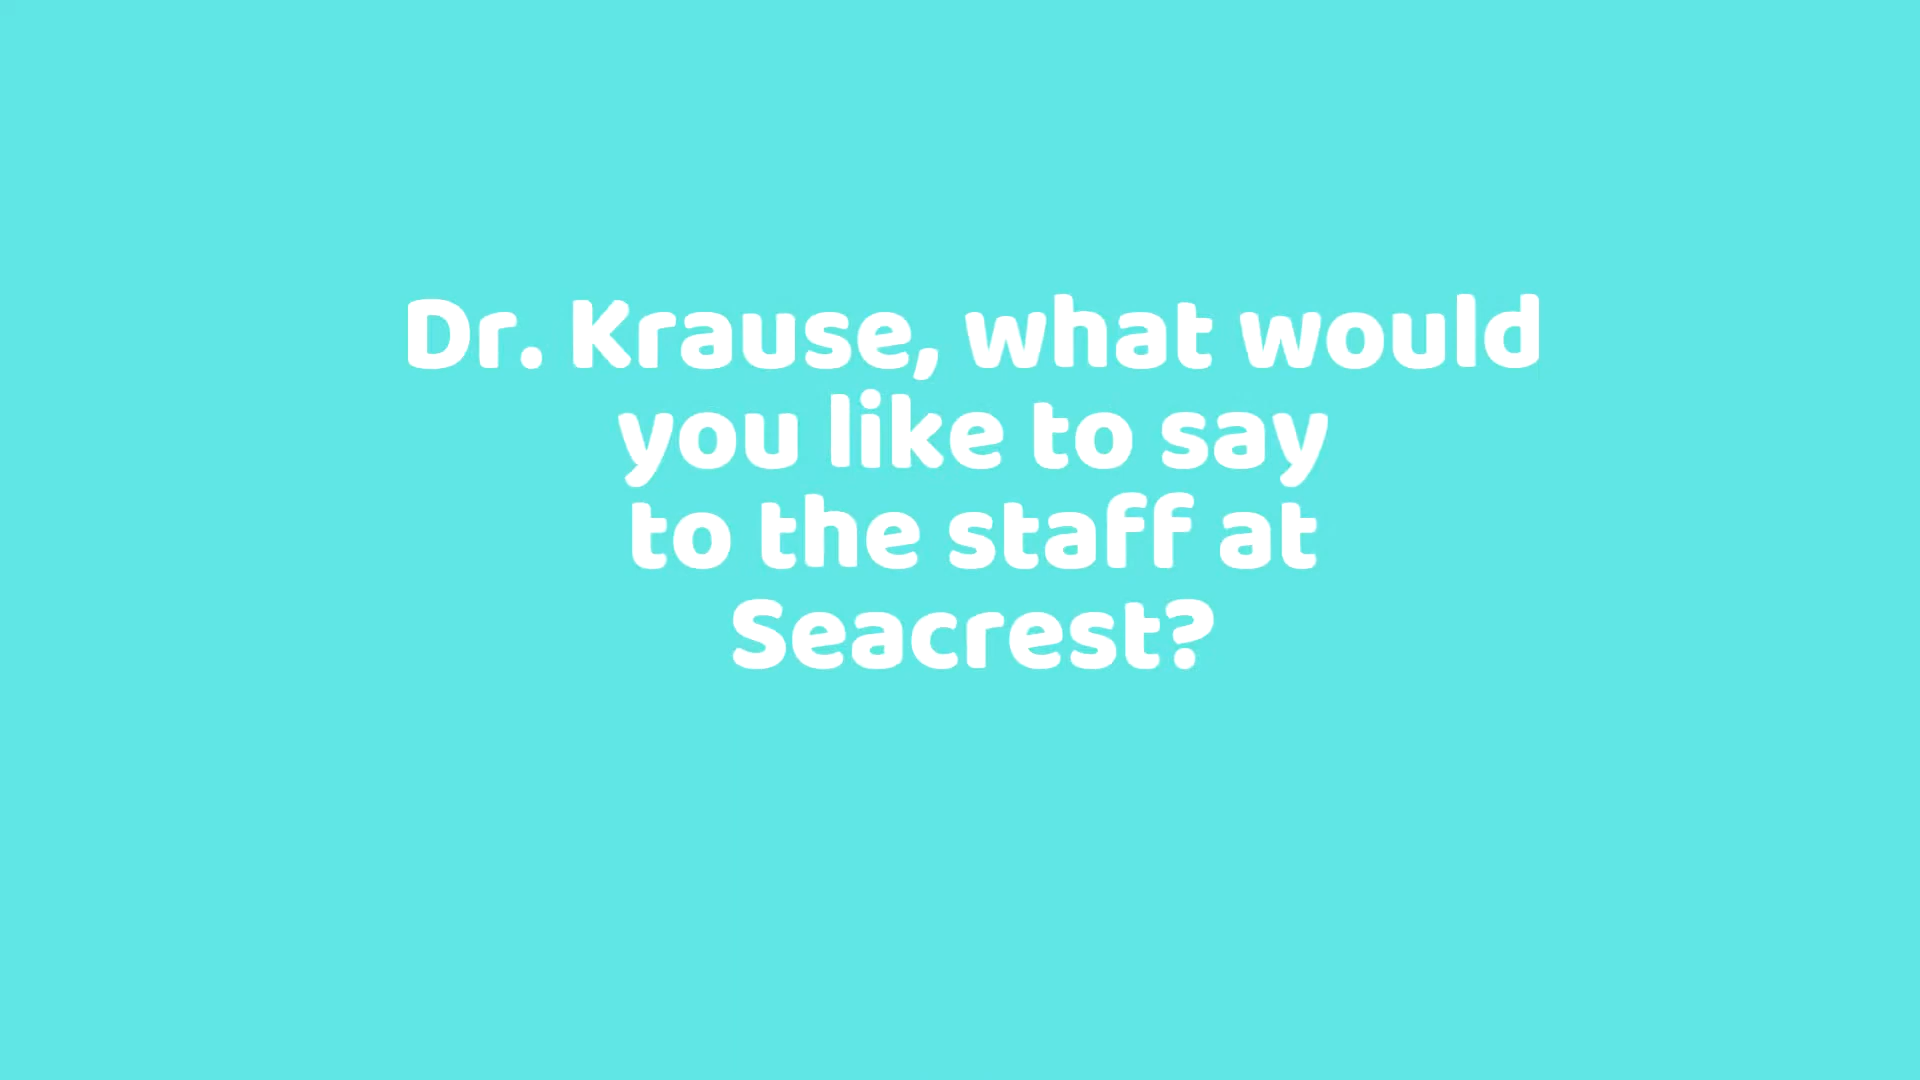 Dr. Krause, what would
you like to say
to the staff at
Seacrest?